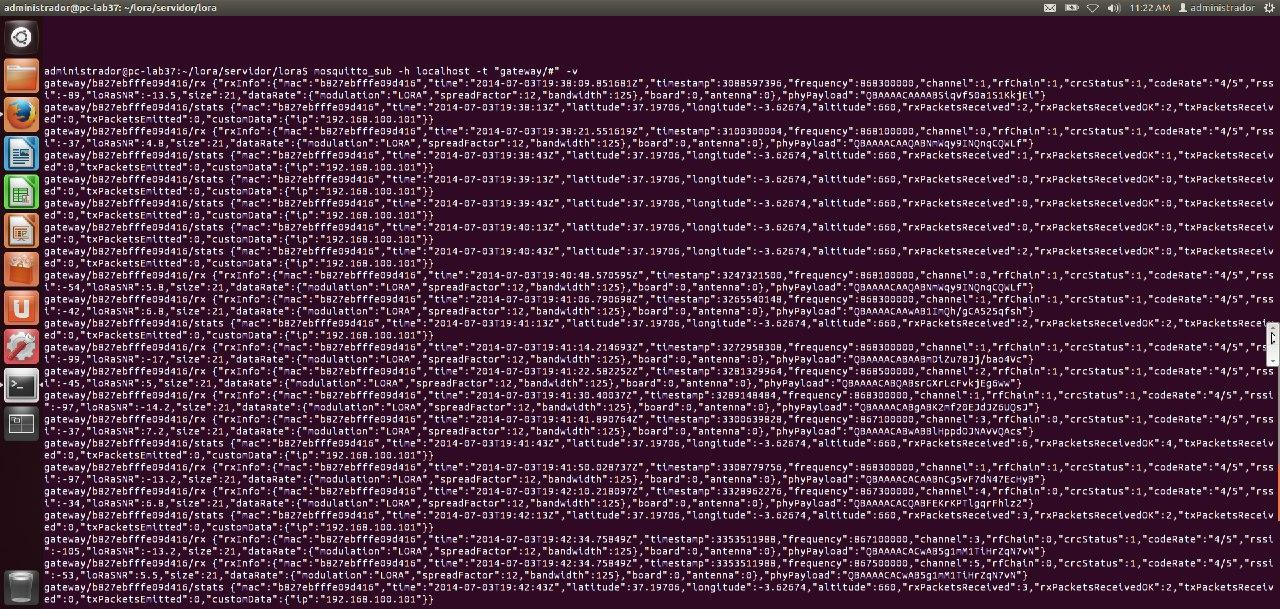 administrador@pc-lab37: ~/lora/servidor/lora
11:22 AM administrador
administrador@pc-lab37:~/lora/servidor/lora$ mosquitto_sub -h localhost -t "gateway/#" -v
gateway/b827ebfffe09d416/rx {"rxInfo":{"mac":"b827ebfffe09d416","time":"2014-07-03T19:38:09.851681Z","timestamp":3088597396,"frequency":868300000,"channel":1,"rfChain":1,"crcStatus":1,"codeRate":"4/5","rss
i":-89,"loRaSNR":-13.5,"size":21,"dataRate":{"modulation":"LORA","spreadFactor":12,"bandwidth":125},"board":0,"antenna":0},"phyPayload":"QBAAAACAAAABSiqVf50a1S1KkjEi"}
gateway/b827ebfffe09d416/stats {"mac":"b827ebfffe09d416","time":"2014-07-03T19:38:13Z","latitude":37.19706,"longitude":-3.62674,"altitude":660,"rxPacketsReceived":2,"rxPacketsReceivedOK":2,"txPacketsReceiv
ed":0,"txPacketsEmitted":0,"customData":{"ip":"192.168.100.101"}}
gateway/b827ebfffe09d416/rx {"rxInfo":{"mac":"b827ebfffe09d416","time":"2014-07-03T19:38:21.551619Z","timestamp":3100300004,"frequency":868100000,"channel":0,"rfChain":1,"crcStatus":1,"codeRate":"4/5","rss
i":-37,"loRaSNR":4.8,"size":21,"dataRate":{"modulation":"LORA","spreadFactor":12,"bandwidth":125},"board":0,"antenna":0},"phyPayload":"QBAAAACAAQABNmWqy9INQnqCQWLf"}
gateway/b827ebfffe09d416/stats {"mac":"b827ebfffe09d416","time":"2014-07-03T19:38:43Z","latitude":37.19706,"longitude":-3.62674,"altitude":660,"rxPacketsReceived":1,"rxPacketsReceivedOK":1,"txPacketsReceiv
ed":0,"txPacketsEmitted":0,"customData":{"ip":"192.168.100.101"}}
gateway/b827ebfffe09d416/stats {"mac":"b827ebfffe09d416","time":"2014-07-03T19:39:13Z","latitude":37.19706,"longitude":-3.62674,"altitude":660,"rxPacketsReceived":0,"rxPacketsReceivedOK":0,"txPacketsReceiv
ed":0,"txPacketsEmitted":0,"customData":{"ip":"192.168.100.101"}}
gateway/b827ebfffe09d416/stats {"mac":"b827ebfffe09d416","time":"2014-07-03T19:39:43Z","latitude":37.19706,"longitude":-3.62674,"altitude":660,"rxPacketsReceived":0,"rxPacketsReceivedOK":0,"txPacketsReceiv
ed":0,"txPacketsEmitted":0,"customData":{"ip":"192.168.100.101"}}
gateway/b827ebfffe09d416/stats {"mac":"b827ebfffe09d416","time":"2014-07-03T19:40:13Z","latitude":37.19706,"longitude":-3.62674,"altitude":660,"rxPacketsReceived":0,"rxPacketsReceivedOK":0,"txPacketsReceiv
ed":0,"txPacketsEmitted":0,"customData":{"ip":"192.168.100.101"}}
gateway/b827ebfffe09d416/stats {"mac":"b827ebfffe09d416","time":"2014-07-03T19:40:43Z","latitude":37.19706,"longitude":-3.62674,"altitude":660,"rxPacketsReceived":0,"rxPacketsReceivedOK":0,"txPacketsReceiv
ed":0,"txPacketsEmitted":0,"customData":{"ip":"192.168.100.101"}}
gateway/b827ebfffe09d416/rx {"rxInfo":{"mac":"b827ebfffe09d416","time":"2014-07-03T19:40:48.570595Z","timestamp":3247321500,"frequency":868100000,"channel":0,"rfChain":1,"crcStatus":1,"codeRate":"4/5","rss
i":-54,"loRaSNR":5.8,"size":21,"dataRate":{"modulation":"LORA","spreadFactor":12,"bandwidth":125},"board":0,"antenna":0},"phyPayload":"QBAAAACAAQABNmWqy9INQnqCQWLf"}
gateway/b827ebfffe09d416/rx {"rxInfo":{"mac":"b827ebfffe09d416","time":"2014-07-03T19:41:06.790698Z","timestamp":3265540148,"frequency":868300000,"channel":1,"rfChain":1,"crcStatus":1,"codeRate":"4/5","rss
i":-42,"loRaSNR":6.8,"size":21,"dataRate":{"modulation":"LORA","spreadFactor":12,"bandwidth":125},"board":0,"antenna":0},"phyPayload":"QBAAAACAAwAB1ImQh/gCA525qfsh"}
gateway/b827ebfffe09d416/stats {"mac":"b827ebfffe09d416","time":"2014-07-03T19:41:13Z","latitude":37.19706,"longitude":-3.62674,"altitude":660,"rxPacketsReceived":2,"rxPacketsReceivedOK":2,"txPacketsReceiv
ed":0,"txPacketsEmitted":0,"customData":{"ip":"192.168.100.101"}}
gateway/b827ebfffe09d416/rx {"rxInfo":{"mac":"b827ebfffe09d416","time":"2014-07-03T19:41:14.214693Z","timestamp":3272958308,"frequency":868300000,"channel":1,"rfChain":1,"crcStatus":1,"codeRate":"4/5","rss
i":-99,"loRaSNR":-17,"size":21,"dataRate":{"modulation":"LORA","spreadFactor":12,"bandwidth":125},"board":0,"antenna":0},"phyPayload":"QBAAAACABAABMDiZu7BJj/bao4Vc"}
gateway/b827ebfffe09d416/rx {"rxInfo":{"mac":"b827ebfffe09d416","time":"2014-07-03T19:41:22.582252Z","timestamp":3281329964,"frequency":868500000,"channel":2,"rfChain":1,"crcStatus":1,"codeRate":"4/5","rss
i":-45,"loRaSNR":5,"size":21,"dataRate":{"modulation":"LORA","spreadFactor":12,"bandwidth":125},"board":0,"antenna":0},"phyPayload":"QBAAAACABQABsrGXrLcFvkjEg6ww"}
gateway/b827ebfffe09d416/rx {"rxInfo":{"mac":"b827ebfffe09d416","time":"2014-07-03T19:41:30.40037Z","timestamp":3289148484,"frequency":868300000,"channel":1,"rfChain":1,"crcStatus":1,"codeRate":"4/5","rssi
":-97,"loRaSNR":-14.2,"size":21,"dataRate":{"modulation":"LORA","spreadFactor":12,"bandwidth":125},"board":0,"antenna":0},"phyPayload":"QBAAAACABgABK2mf20EJdJZ6UQsJ"}
gateway/b827ebfffe09d416/rx {"rxInfo":{"mac":"b827ebfffe09d416","time":"2014-07-03T19:41:41.890764Z","timestamp":3300639828,"frequency":867100000,"channel":3,"rfChain":0,"crcStatus":1,"codeRate":"4/5","rss
i":-37,"loRaSNR":7.2,"size":21,"dataRate":{"modulation":"LORA","spreadFactor":12,"bandwidth":125},"board":0,"antenna":0},"phyPayload":"QBAAAACABwABBlHppdOJNAVvQAcs"}
gateway/b827ebfffe09d416/stats {"mac":"b827ebfffe09d416","time":"2014-07-03T19:41:43Z","latitude":37.19706,"longitude":-3.62674,"altitude":660,"rxPacketsReceived":6,"rxPacketsReceivedOK":4,"txPacketsReceiv
ed":0,"txPacketsEmitted":0,"customData":{"ip":"192.168.100.101"}}
gateway/b827ebfffe09d416/rx {"rxInfo":{"mac":"b827ebfffe09d416","time":"2014-07-03T19:41:50.028737Z","timestamp":3308779756,"frequency":868300000,"channel":1,"rfChain":1,"crcStatus":1,"codeRate":"4/5","rss
i":-97,"loRaSNR":-13.2,"size":21,"dataRate":{"modulation":"LORA","spreadFactor":12,"bandwidth":125},"board":0,"antenna":0},"phyPayload":"QBAAAACACAABnCg5vF7dN47EcHyB"}
gateway/b827ebfffe09d416/rx {"rxInfo":{"mac":"b827ebfffe09d416","time":"2014-07-03T19:42:10.218097Z","timestamp":3328962276,"frequency":867300000,"channel":4,"rfChain":0,"crcStatus":1,"codeRate":"4/5","rss
i":-34,"loRaSNR":6.8,"size":21,"dataRate":{"modulation":"LORA","spreadFactor":12,"bandwidth":125},"board":0,"antenna":0},"phyPayload":"QBAAAACACQABFEKrKPTlgqrFhlz2"}
gateway/b827ebfffe09d416/stats {"mac":"b827ebfffe09d416","time":"2014-07-03T19:42:13Z","latitude":37.19706,"longitude":-3.62674,"altitude":660,"rxPacketsReceived":3,"rxPacketsReceivedOK":2,"txPacketsReceiv
ed":0,"txPacketsEmitted":0,"customData":{"ip":"192.168.100.101"}}
gateway/b827ebfffe09d416/rx {"rxInfo":{"mac":"b827ebfffe09d416","time":"2014-07-03T19:42:34.75849Z","timestamp":3353511988,"frequency":867100000,"channel":3,"rfChain":0,"crcStatus":1,"codeRate":"4/5","rssi
":-105,"loRaSNR":-13.2,"size":21,"dataRate":{"modulation":"LORA","spreadFactor":12,"bandwidth":125},"board":0,"antenna":0},"phyPayload":"QBAAAACACwAB5g1mM1TiHrZqN7vN"}
gateway/b827ebfffe09d416/rx {"rxInfo":{"mac":"b827ebfffe09d416","time":"2014-07-03T19:42:34.75849Z","timestamp":3353511988,"frequency":867500000,"channel":5,"rfChain":0,"crcStatus":1,"codeRate":"4/5","rssi
":-53,"loRaSNR":5.5,"size":21,"dataRate":{"modulation":"LORA","spreadFactor":12,"bandwidth":125},"board":0,"antenna":0},"phyPayload":"QBAAAACACwAB5g1mM1TiHrZqN7vN"}
gateway/b827ebfffe09d416/stats {"mac":"b827ebfffe09d416","time":"2014-07-03T19:42:43Z","latitude":37.19706,"longitude":-3.62674,"altitude":660,"rxPacketsReceived":3,"rxPacketsReceivedOK":2,"txPacketsReceiv
ed":0,"txPacketsEmitted":0,"customData":{"ip":"192.168.100.101"}}